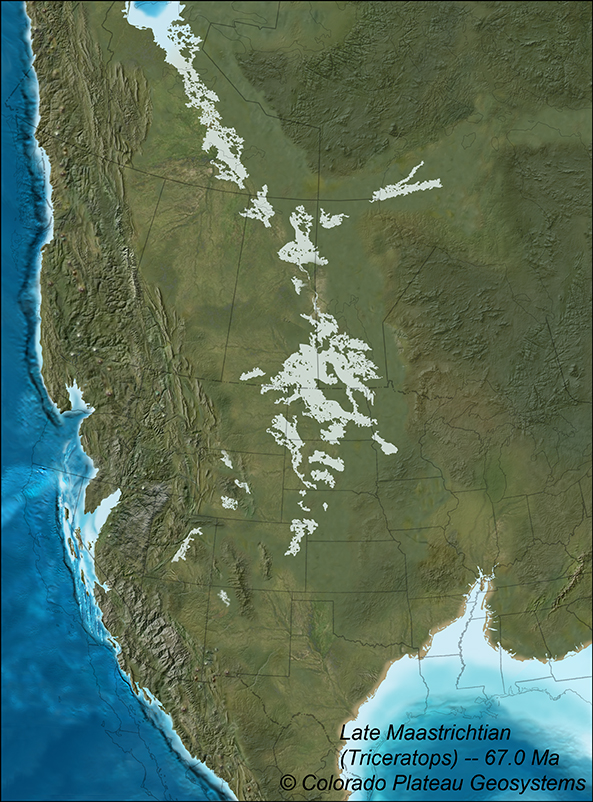 Late Maastrichtian
(Triceratops) -- 67.0 Ma
© Colorado Plateau Geosystems